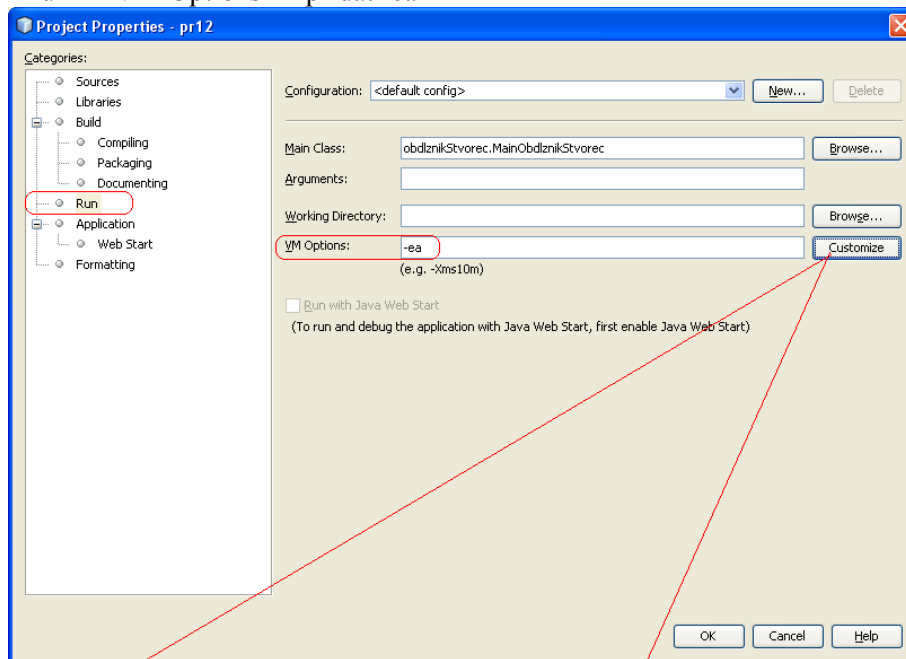 Project Properties - pr12
Categories:
Sources
Libraries
Build
Compiling
Packaging
Documenting
Run
Application
Web Start
Formatting
Configuration: <default config> New... Delete
Main Class: obdlznikStvorec.MainObdlznikStvorec Browse...
Arguments:
Working Directory: Browse...
VM Options: -ea Customize
(e.g. -Xms10m)
Run with Java Web Start
(To run and debug the application with Java Web Start, first enable Java Web Start)
OK Cancel Help